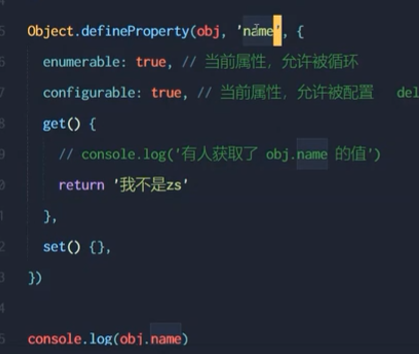 Object.defineProperty(obj, 'name', {
enumerable: true, // 当前属性，允许被循环
configurable: true, // 当前属性，允许被配置 del
get() {
// console.log('有人获取了 obj.name 的值')
return '我不是zs'
},
set() {},
})
console.log(obj.name)